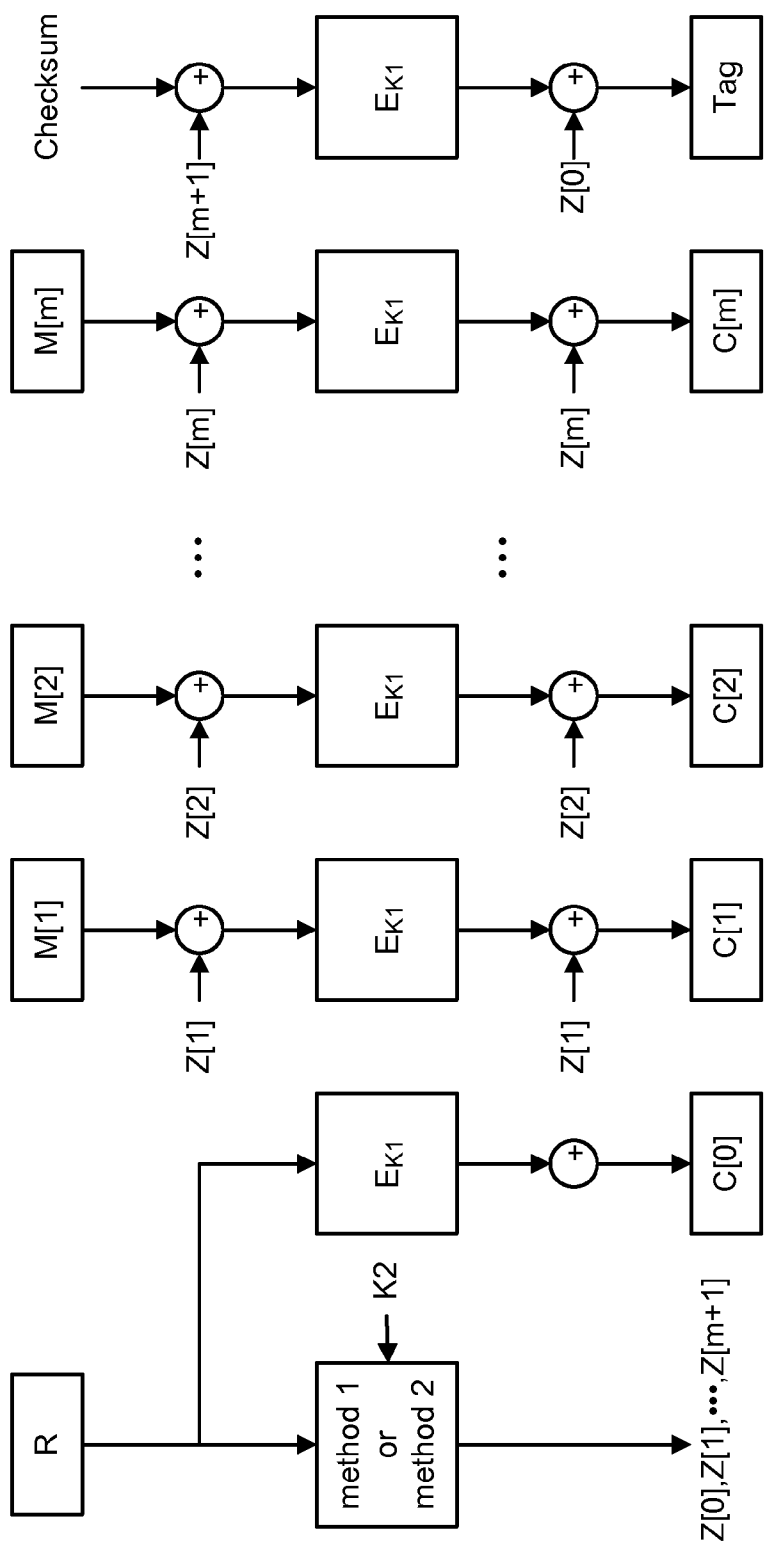 R
M[1]
M[2]
M[m]
Checksum
Z[1]
+
Z[2]
+
•••
Z[m]
+
Z[m+1]
+
method 1
or
method 2
K2
EK1
EK1
EK1
•••
EK1
EK1
+
Z[1]
+
Z[2]
+
Z[m]
+
Z[0]
+
Z[0],Z[1],•••,Z[m+1]
C[0]
C[1]
C[2]
C[m]
Tag